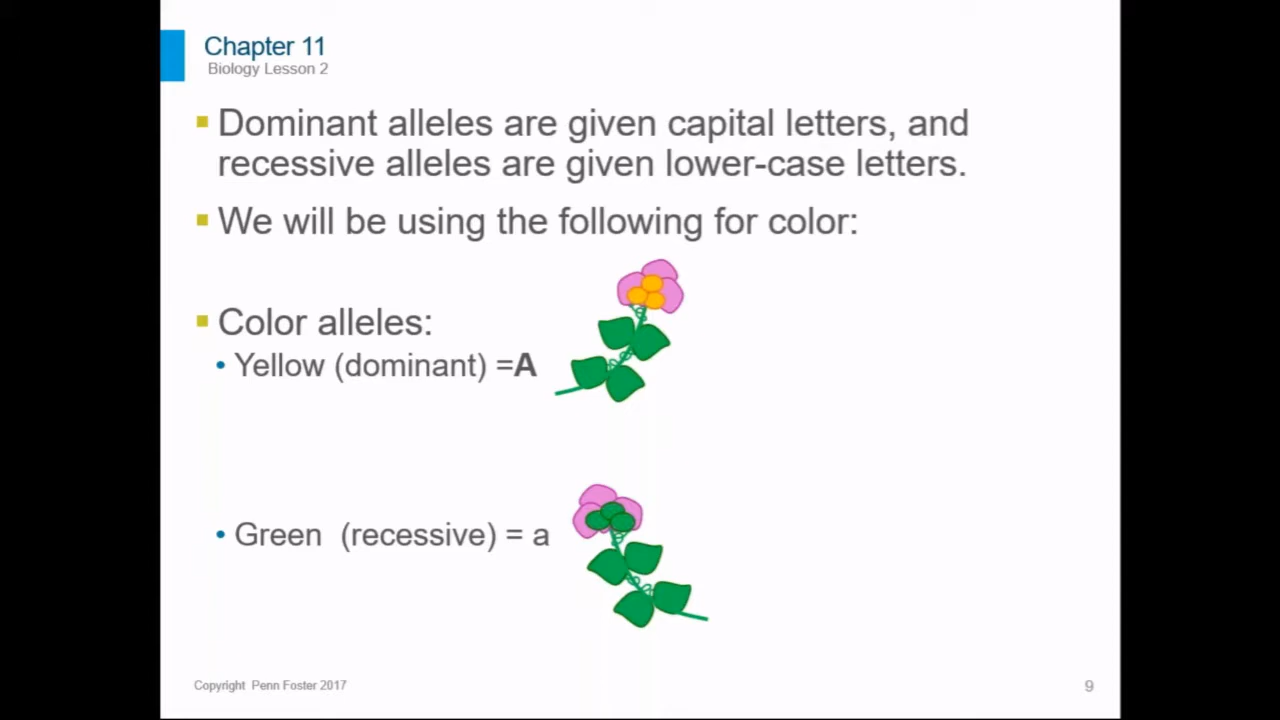 Chapter 11
Biology Lesson 2
Dominant alleles are given capital letters, and
recessive alleles are given lower-case letters.
We will be using the following for color:
Color alleles:
Yellow (dominant) =A
Green (recessive) = a
Copyright Penn Foster 2017
9